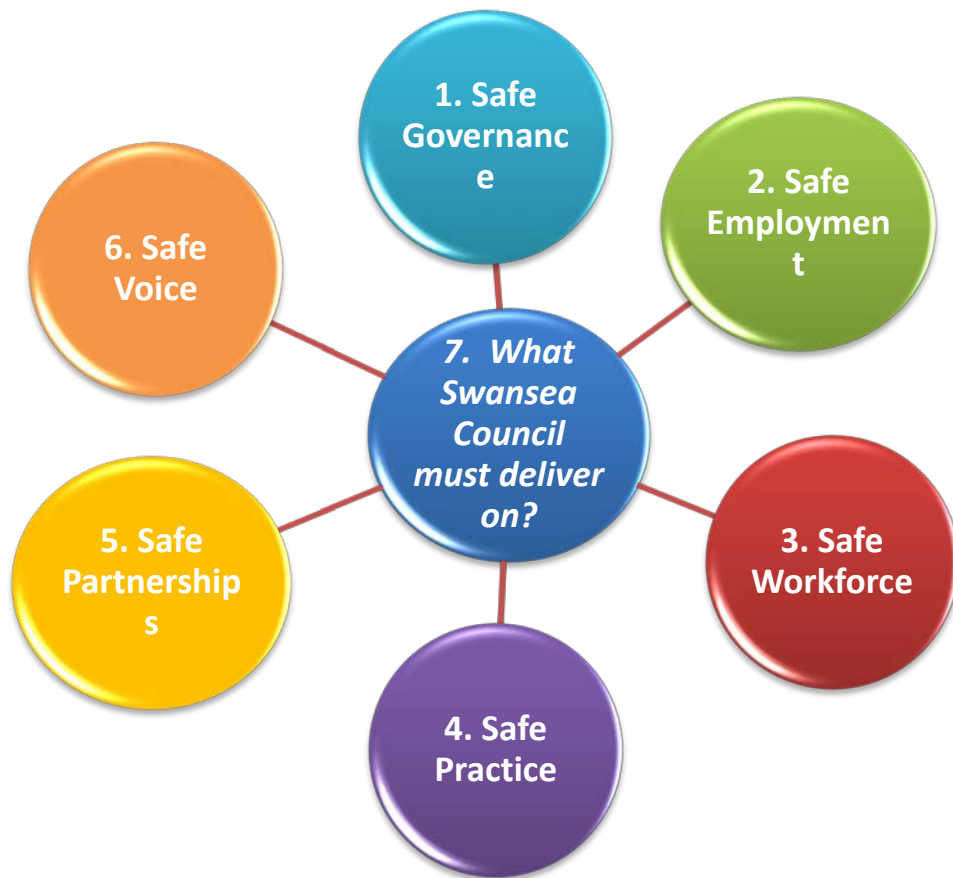 1. Safe
Governanc
e
2. Safe
Employmen
t
6. Safe
Voice
7. What
Swansea
Council
must deliver
on?
3. Safe
Workforce
5. Safe
Partnership
s
4. Safe
Practice